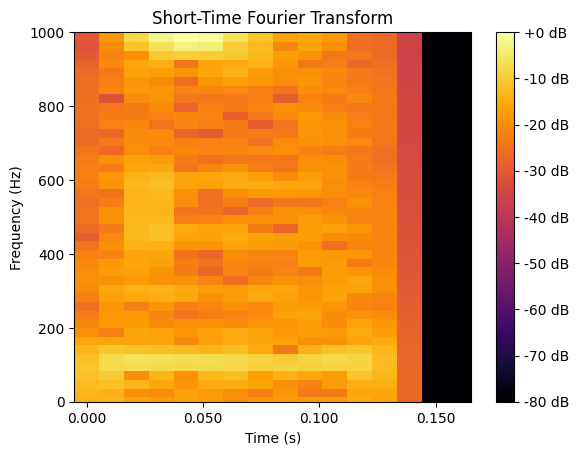 Short-Time Fourier Transform
1000
800
600
400
200
0
Frequency (Hz)
0.000
0.050
0.100
0.150
Time (s)
+0 dB
-10 dB
-20 dB
-30 dB
-40 dB
-50 dB
-60 dB
-70 dB
-80 dB